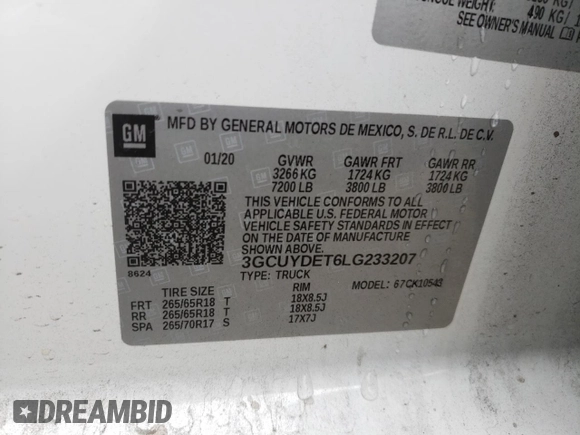 490 KG/
SEE OWNER'S MANUAL
GM
MFD BY GENERAL MOTORS DE MEXICO, S. DE R.L. DE C.V.
01/20 GVWR GAWR FRT GAWR RR
3266 KG 1724 KG 1724 KG
7200 LB 3800 LB 3800 LB
THIS VEHICLE CONFORMS TO ALL
APPLICABLE U.S. FEDERAL MOTOR
VEHICLE SAFETY STANDARDS IN EFFECT
ON THE DATE OF MANUFACTURE
SHOWN ABOVE.
8624
3GCUYDET6LG233207
TYPE: TRUCK MODEL: 67CK10543
TIRE SIZE RIM
FRT 265/65R18 T 18X8.5J
RR 265/65R18 T 18X8.5J
SPA 265/70R17 S 17X7J
DREAMBID